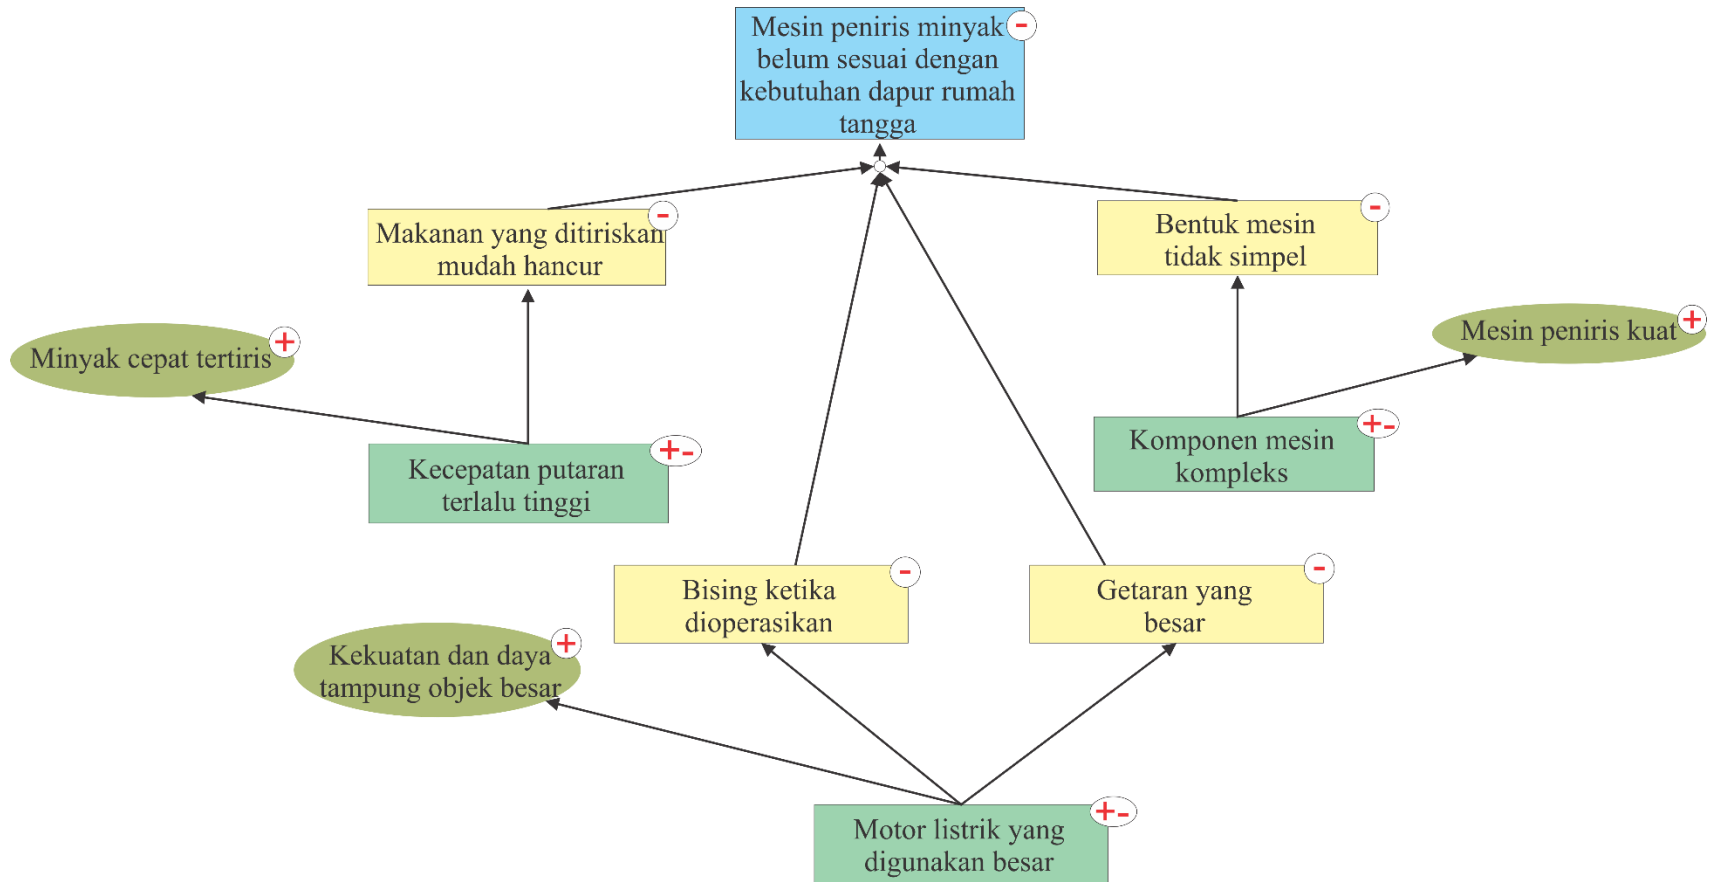 Mesin peniris minyak
belum sesuai dengan
kebutuhan dapur rumah
tangga
-
Makanan yang ditiriskan
mudah hancur
-
Bentuk mesin
tidak simpel
-
Minyak cepat tertiris
+
Mesin peniris kuat
+
Kecepatan putaran
terlalu tinggi
+-
Komponen mesin
kompleks
+-
Bising ketika
dioperasikan
-
Getaran yang
besar
-
Kekuatan dan daya
tampung objek besar
+
Motor listrik yang
digunakan besar
+-